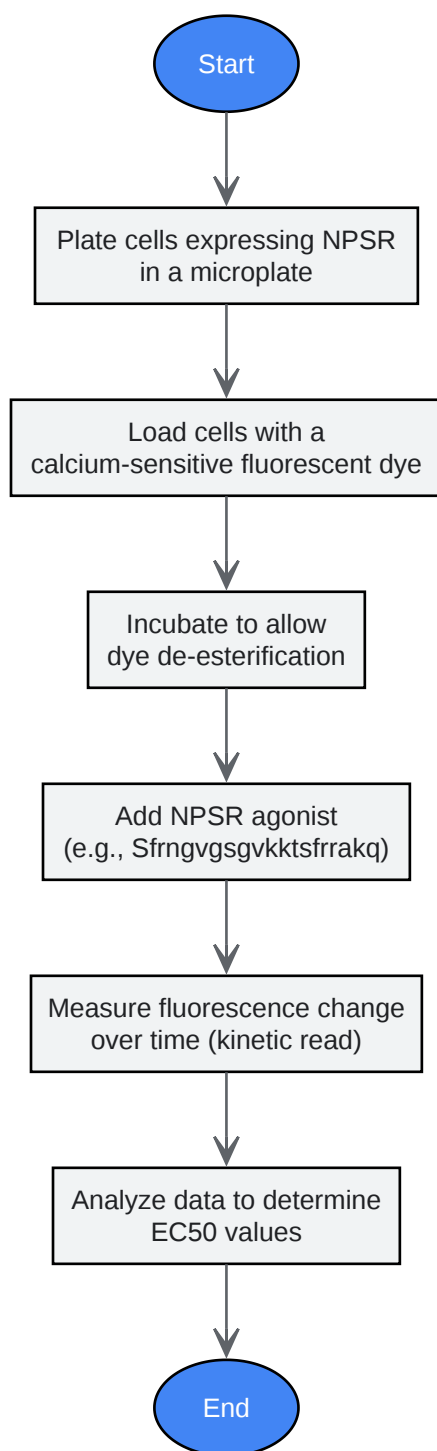 Start
Plate cells expressing NPSR
in a microplate
Load cells with a
calcium-sensitive fluorescent dye
Incubate to allow
dye de-esterification
Add NPSR agonist
(e.g., Sfrngvgsgvkktsfrrakq)
Measure fluorescence change
over time (kinetic read)
Analyze data to determine
EC50 values
End